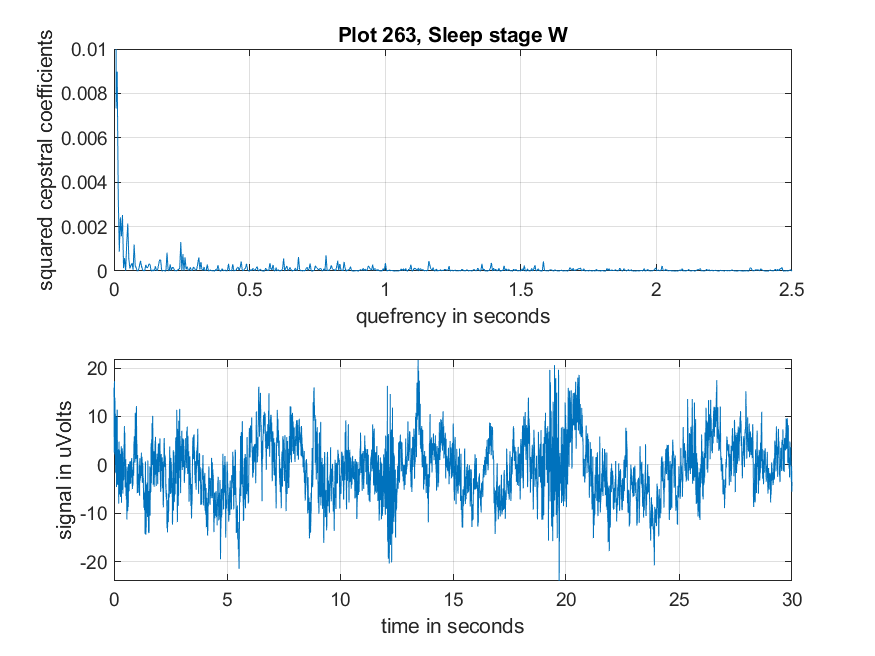 Plot 263, Sleep stage W
squared cepstral coefficients
0.01
0.008
0.006
0.004
0.002
0
0 0.5 1 1.5 2 2.5
quefrency in seconds
signal in uVolts
20
10
0
-10
-20
0 5 10 15 20 25 30
time in seconds